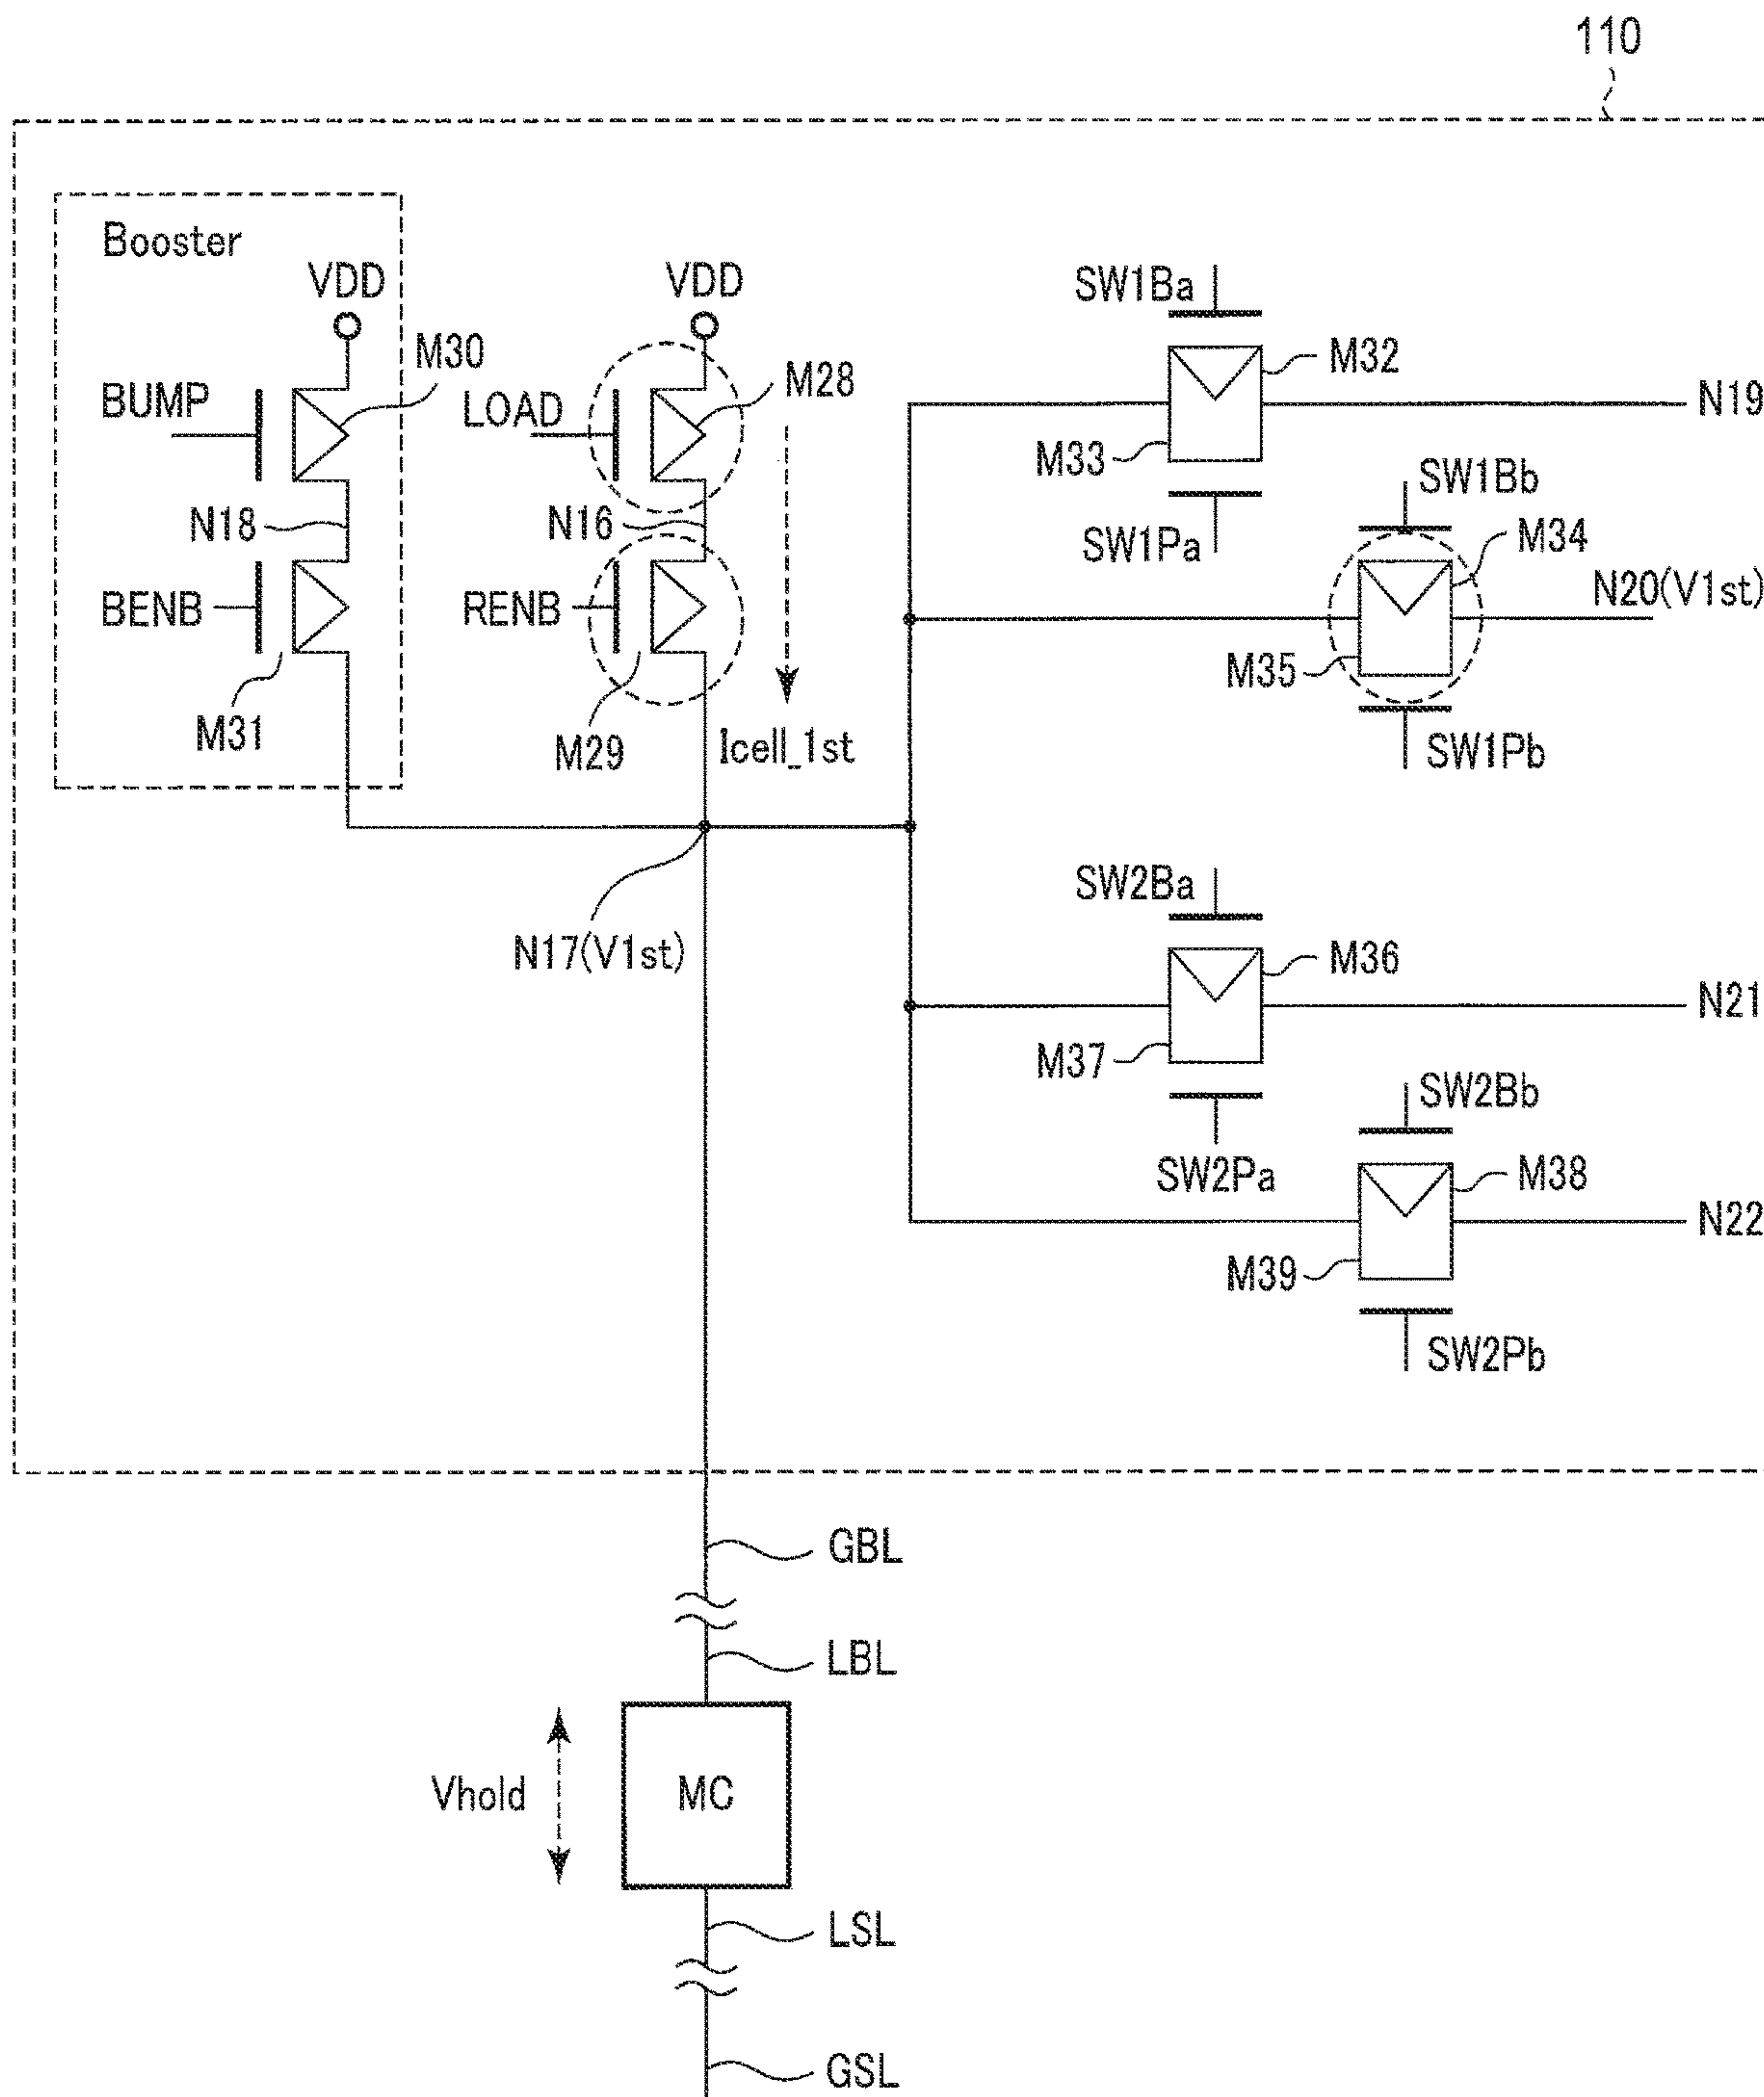 110
Booster
VDD
VDD
BUMP
M30
LOAD
M28
N18
N16
BENB
RENB
M31
M29
Icell_1st
SW1Ba
M32
M33
N19
SW1Pa
SW1Bb
M34
N20(V1st)
M35
SW1Pb
N17(V1st)
SW2Ba
M36
M37
N21
SW2Pa
SW2Bb
M38
N22
M39
SW2Pb
GBL
LBL
Vhold
MC
LSL
GSL